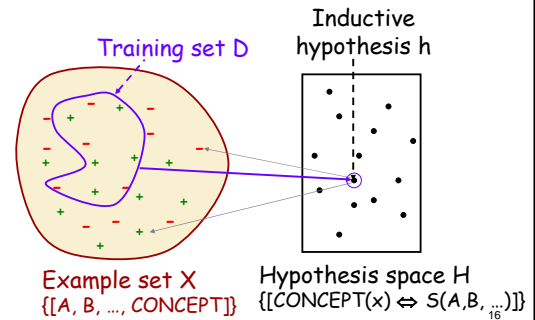 Inductive
hypothesis h
Training set D
Example set X
{[A, B, …, CONCEPT]}
Hypothesis space H
{[CONCEPT(x) ⇔ S(A,B, …)]}
16